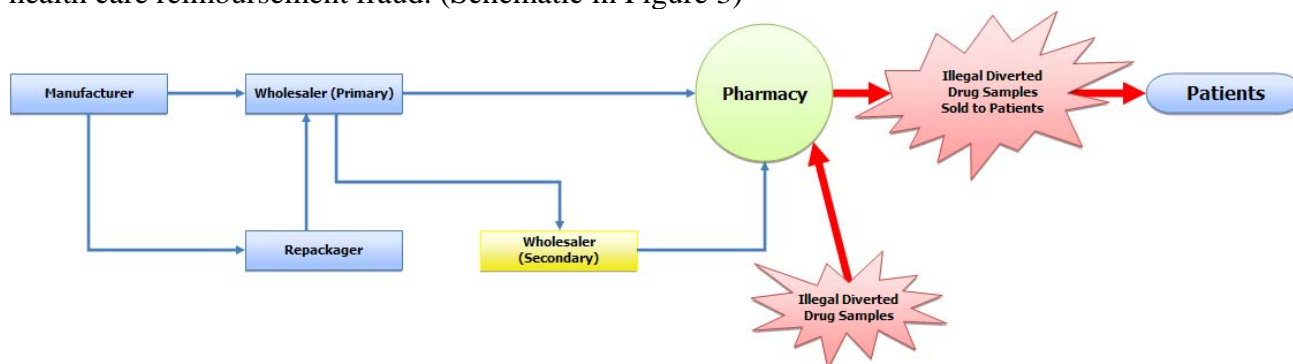 health care reimbursement fraud. (Schematic in Figure 3)
Manufacturer
Wholesaler (Primary)
Pharmacy
Illegal Diverted
Drug Samples
Sold to Patients
Patients
Repackager
Wholesaler
(Secondary)
Illegal Diverted
Drug Samples